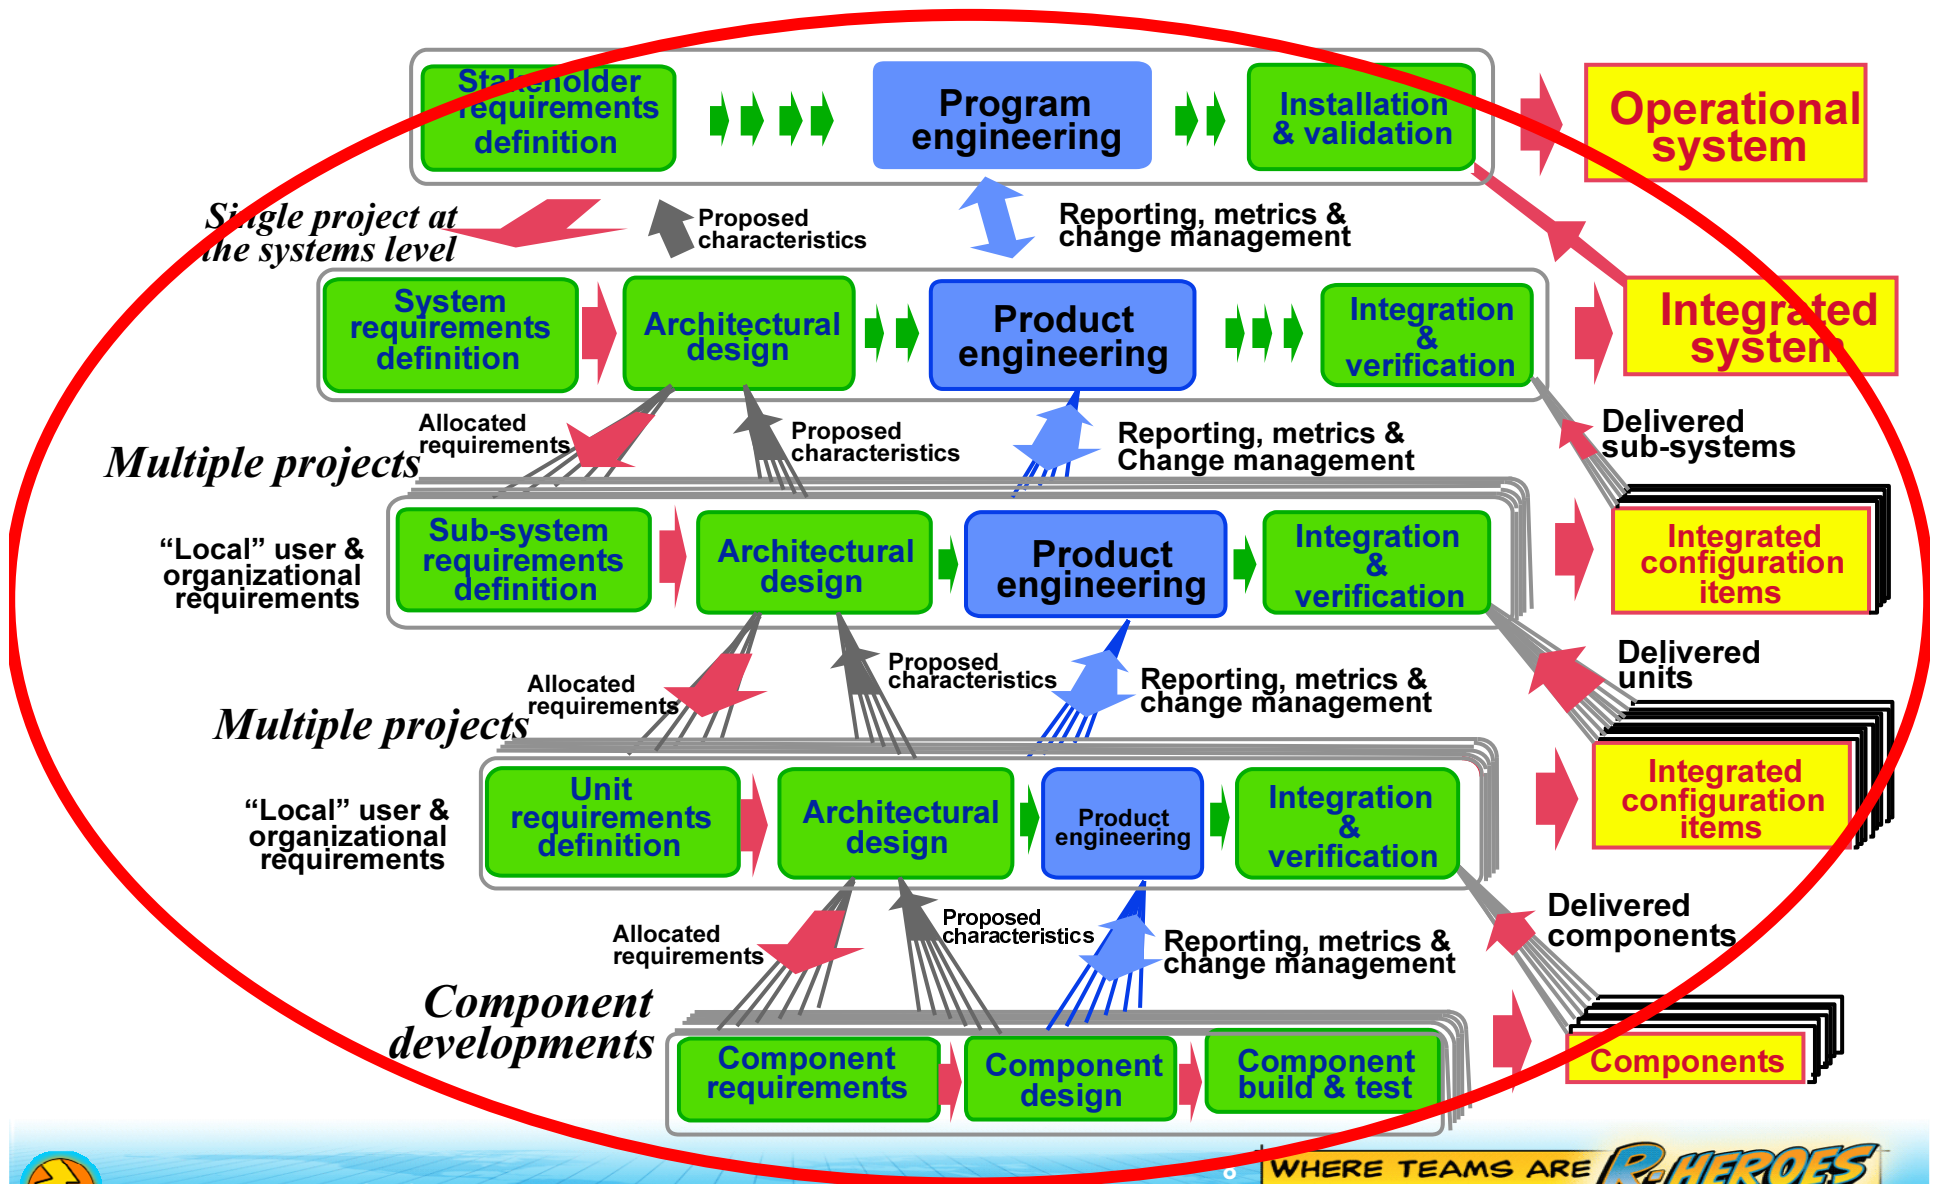 Stakeholder
requirements
definition
Program
engineering
Installation
& validation
Operational
system
Single project at
the systems level
Proposed
characteristics
Reporting, metrics &
change management
System
requirements
definition
Architectural
design
Product
engineering
Integration
&
verification
Integrated
system
Allocated
requirements
Proposed
characteristics
Reporting, metrics &
Change management
Delivered
sub-systems
Multiple projects
“Local” user &
organizational
requirements
Sub-system
requirements
definition
Architectural
design
Product
engineering
Integration
&
verification
Integrated
configuration
items
Allocated
requirements
Proposed
characteristics
Reporting, metrics &
change management
Delivered
units
Multiple projects
“Local” user &
organizational
requirements
Unit
requirements
definition
Architectural
design
Product
engineering
Integration
&
verification
Integrated
configuration
items
Allocated
requirements
Proposed
characteristics
Reporting, metrics &
change management
Delivered
components
Component
developments
Component
requirements
Component
design
Component
build & test
Components
WHERE TEAMS ARE R-HEROES